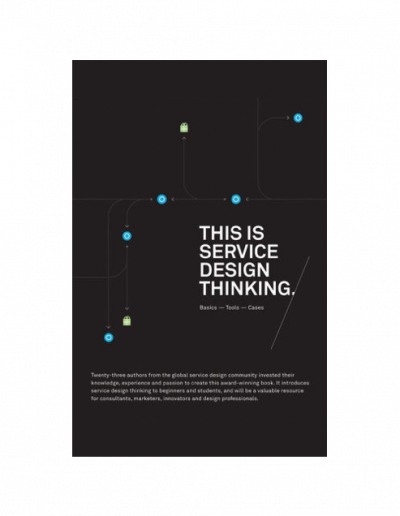 THIS IS
SERVICE
DESIGN
THINKING.
Basics — Tools — Cases
Twenty-three authors from the global service design community invested their
knowledge, experience and passion to create this award-winning book. It introduces
service design thinking to beginners and students, and will be a valuable resource
for consultants, marketers, innovators and design professionals.